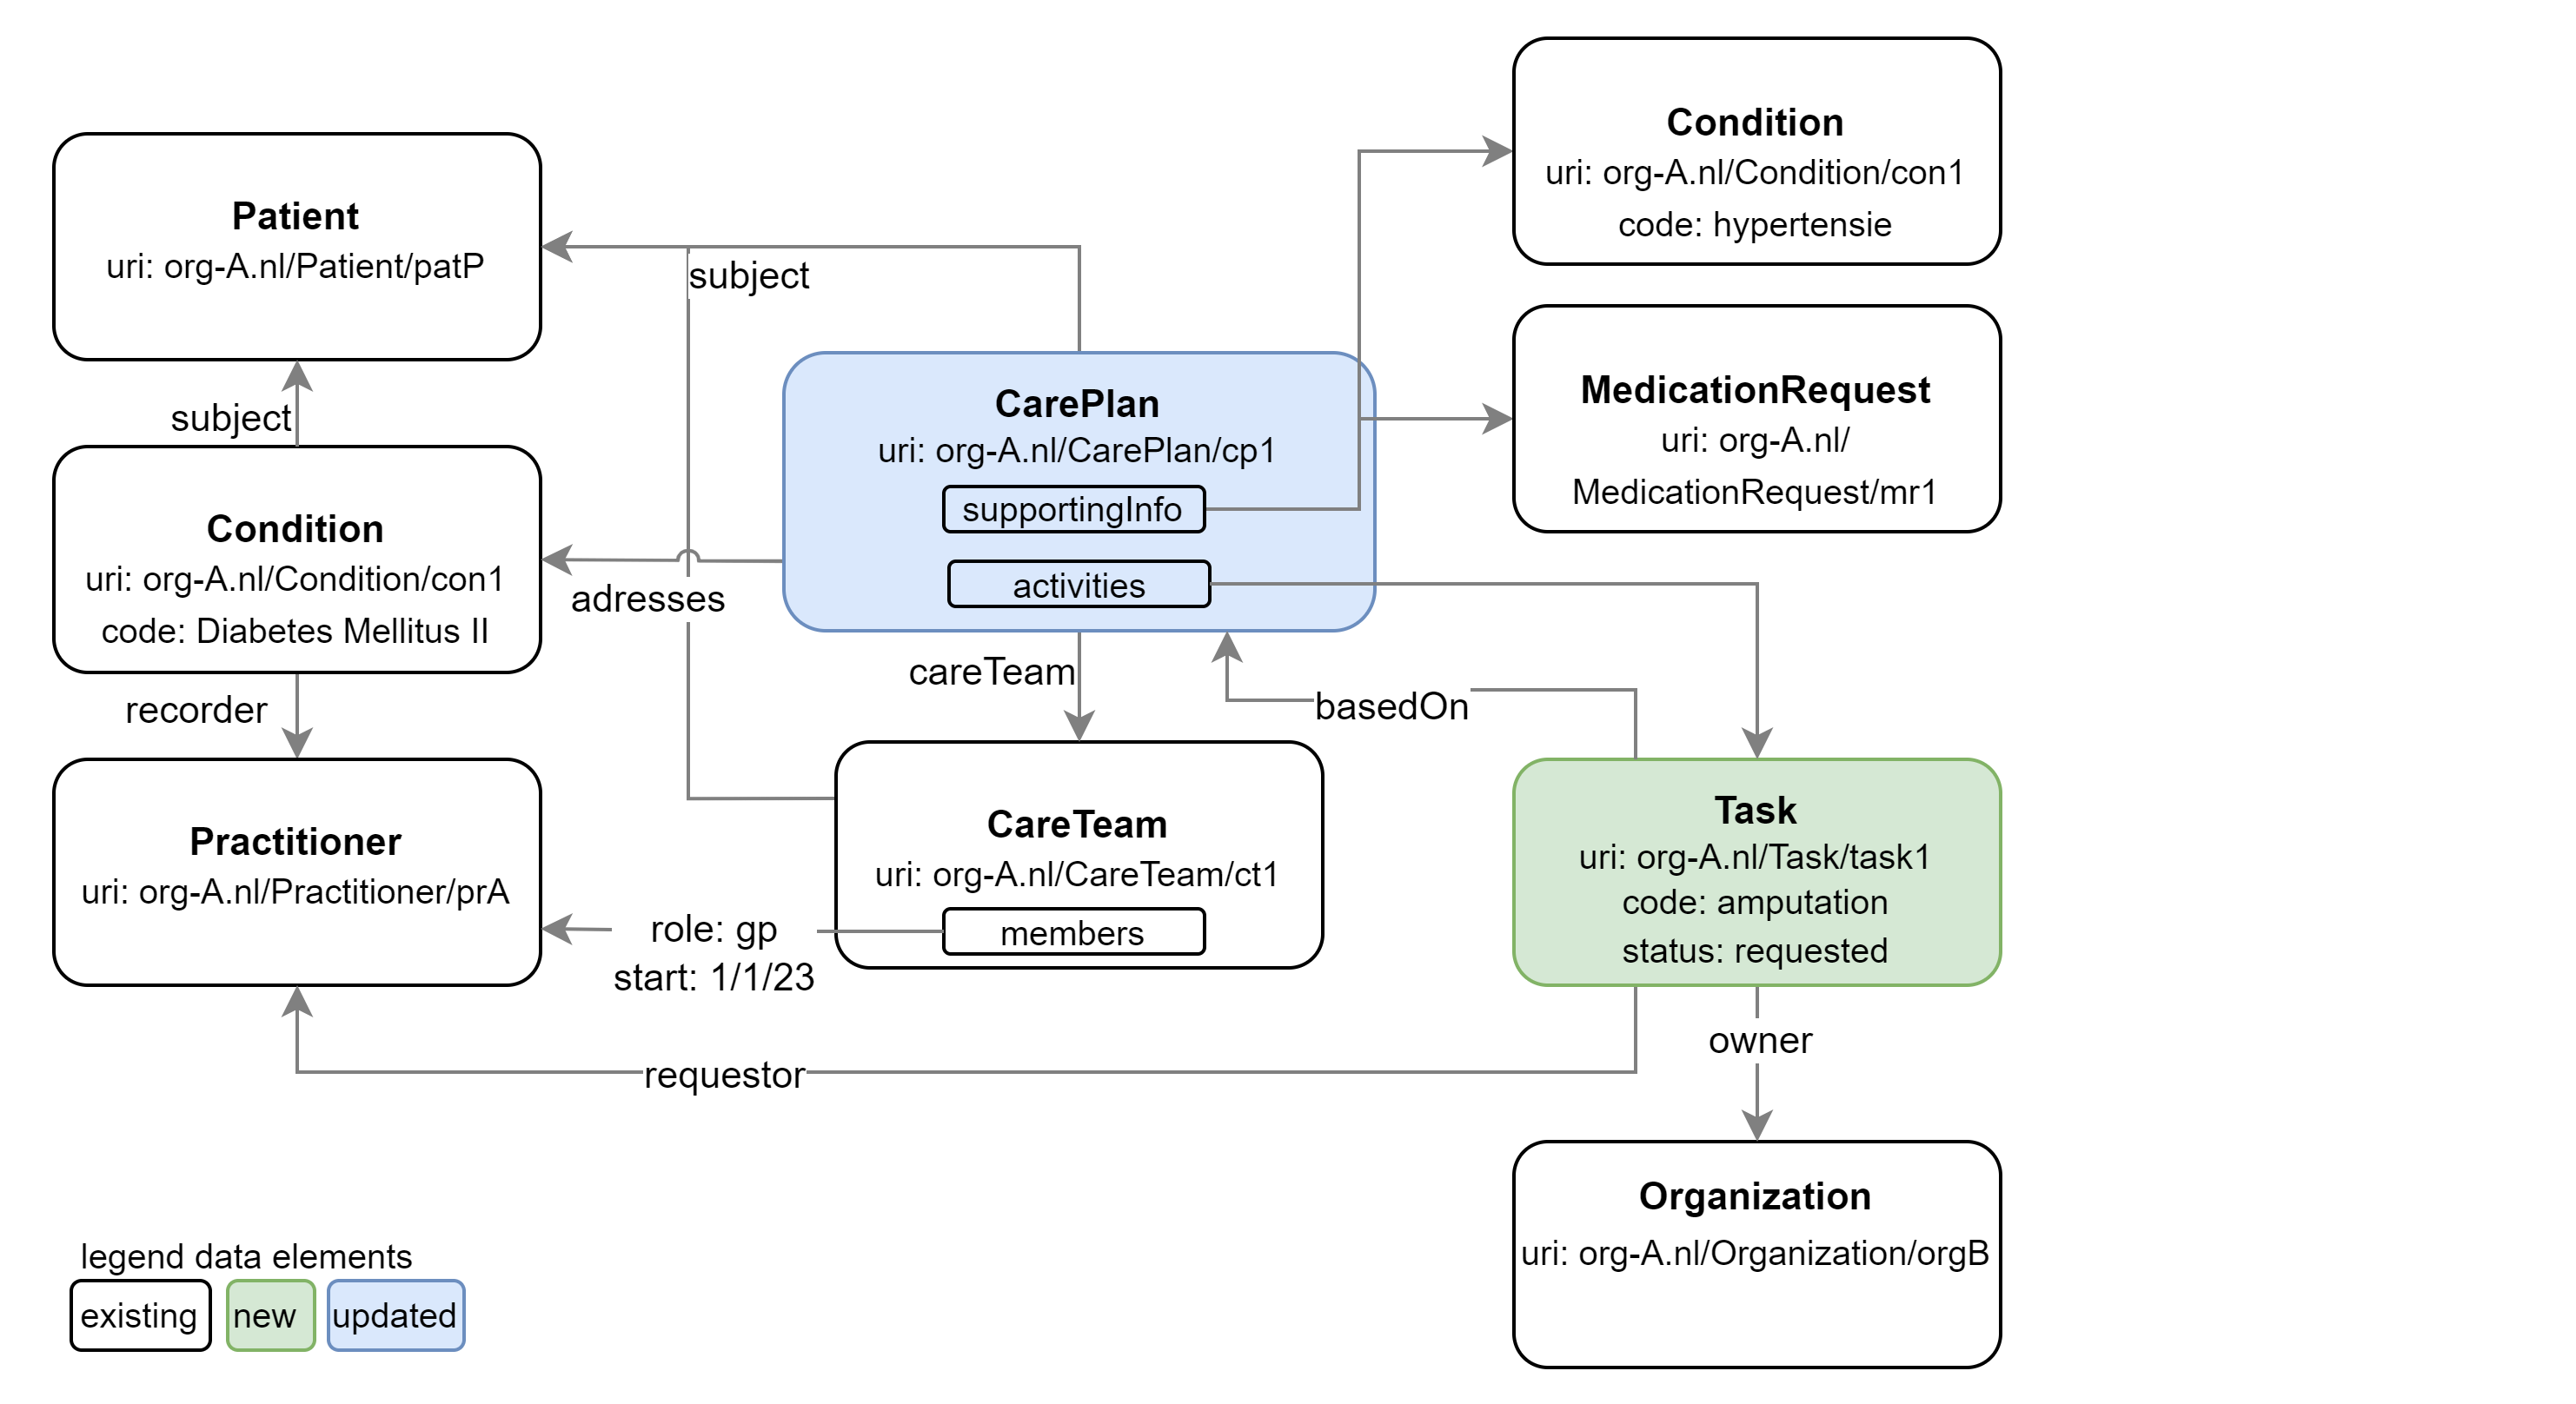 Condition
uri: org-A.nl/Condition/con1
code: hypertensie
Patient
uri: org-A.nl/Patient/patP
subject
MedicationRequest
uri: org-A.nl/
MedicationRequest/mr1
CarePlan
uri: org-A.nl/CarePlan/cp1
supportingInfo
activities
subject
Condition
uri: org-A.nl/Condition/con1
code: Diabetes Mellitus II
adresses
careTeam
basedOn
recorder
Practitioner
uri: org-A.nl/Practitioner/prA
CareTeam
uri: org-A.nl/CareTeam/ct1
members
role: gp
start: 1/1/23
Task
uri: org-A.nl/Task/task1
code: amputation
status: requested
owner
requestor
Organization
uri: org-A.nl/Organization/orgB
legend data elements
existing
new
updated